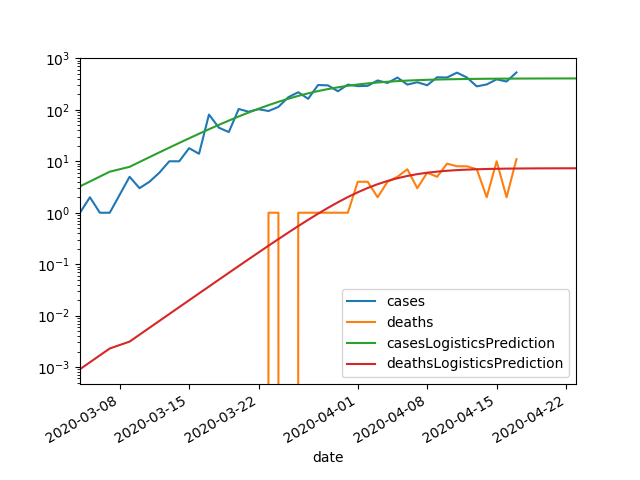 10³
10²
10¹
10⁰
10⁻¹
10⁻²
10⁻³
cases
deaths
casesLogisticsPrediction
deathsLogisticsPrediction
2020-03-08
2020-03-15
2020-03-22
2020-04-01
2020-04-08
2020-04-15
2020-04-22
date